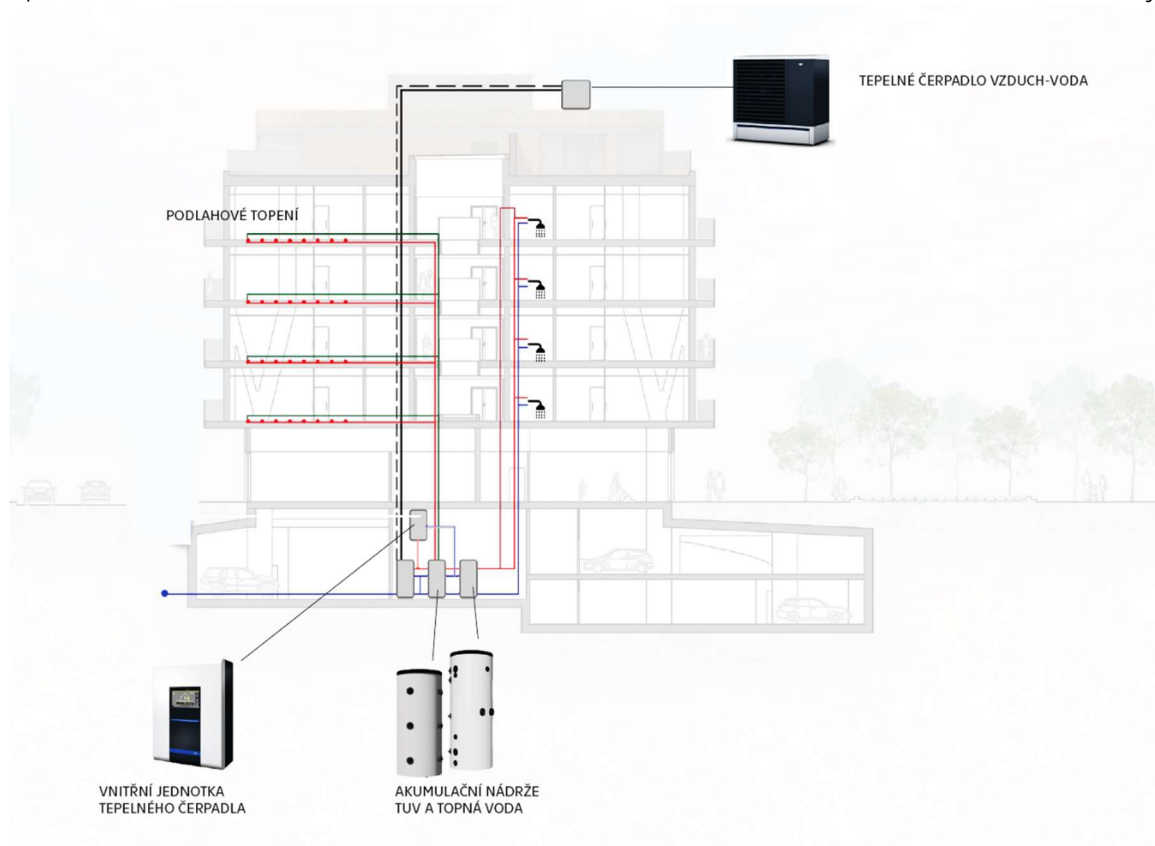 TEPELNÉ ČERPADLO VZDUCH-VODA
PODLAHOVÉ TOPENÍ
VNITŘNÍ JEDNOTKA
TEPELNÉHO ČERPADLA
AKUMULAČNÍ NÁDRŽE
TUV A TOPNÁ VODA